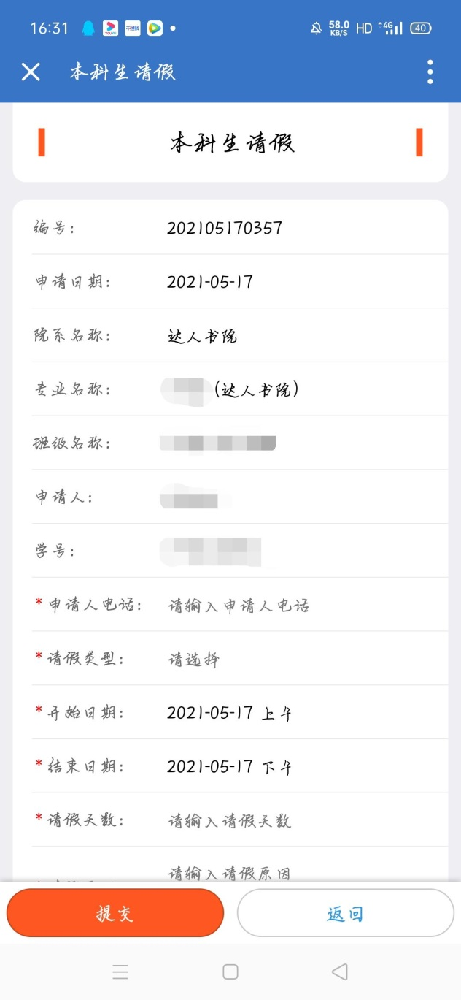 16:31 YOUKU 58.0 KB/S HD 4G 40
本科生请假
本科生请假
编号: 202105170357
申请日期: 2021-05-17
院系名称: 达人书院
专业名称: (达人书院)
班级名称:
申请人:
学号:
*申请人电话: 请输入申请人电话
*请假类型: 请选择
*开始日期: 2021-05-17 上午
*结束日期: 2021-05-17 下午
*请假天数: 请输入请假天数
请输入请假原因
提交 返回